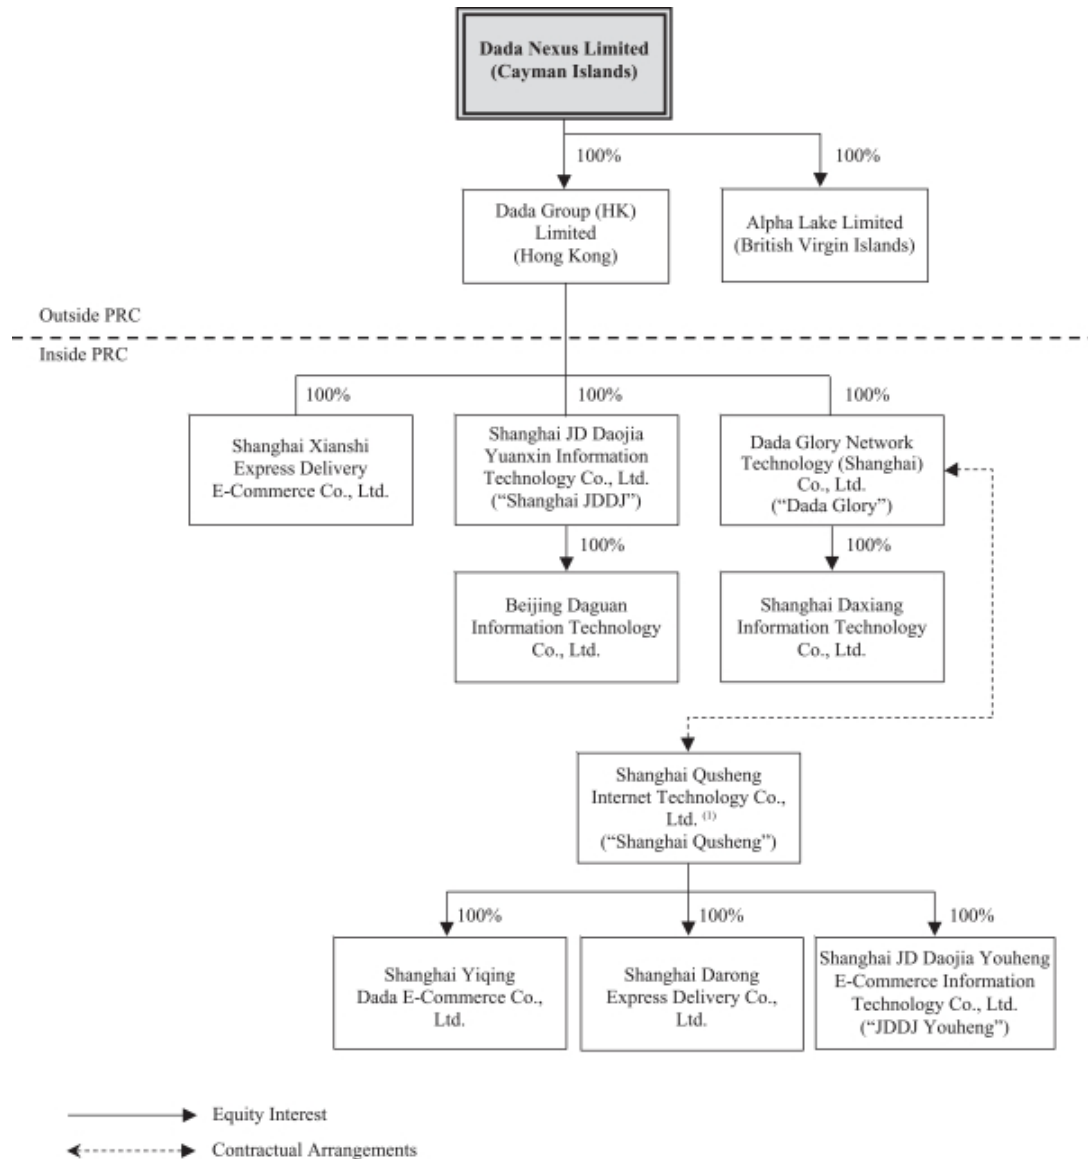 Dada Nexus Limited
(Cayman Islands)
100%
100%
Dada Group (HK)
Limited
(Hong Kong)
Alpha Lake Limited
(British Virgin Islands)
Outside PRC
Inside PRC
100%
100%
100%
Shanghai Xianshi
Express Delivery
E-Commerce Co., Ltd.
Shanghai JD Daojia
Yuanxin Information
Technology Co., Ltd.
(“Shanghai JDDJ”)
Dada Glory Network
Technology (Shanghai)
Co., Ltd.
(“Dada Glory”)
100%
100%
Beijing Daguan
Information Technology
Co., Ltd.
Shanghai Daxiang
Information Technology
Co., Ltd.
Shanghai Qusheng
Internet Technology Co.,
Ltd. (1)
(“Shanghai Qusheng”)
100%
100%
100%
Shanghai Yiqing
Dada E-Commerce Co.,
Ltd.
Shanghai Darong
Express Delivery Co.,
Ltd.
Shanghai JD Daojia Youheng
E-Commerce Information
Technology Co., Ltd.
(“JDDJ Youheng”)
Equity Interest
Contractual Arrangements